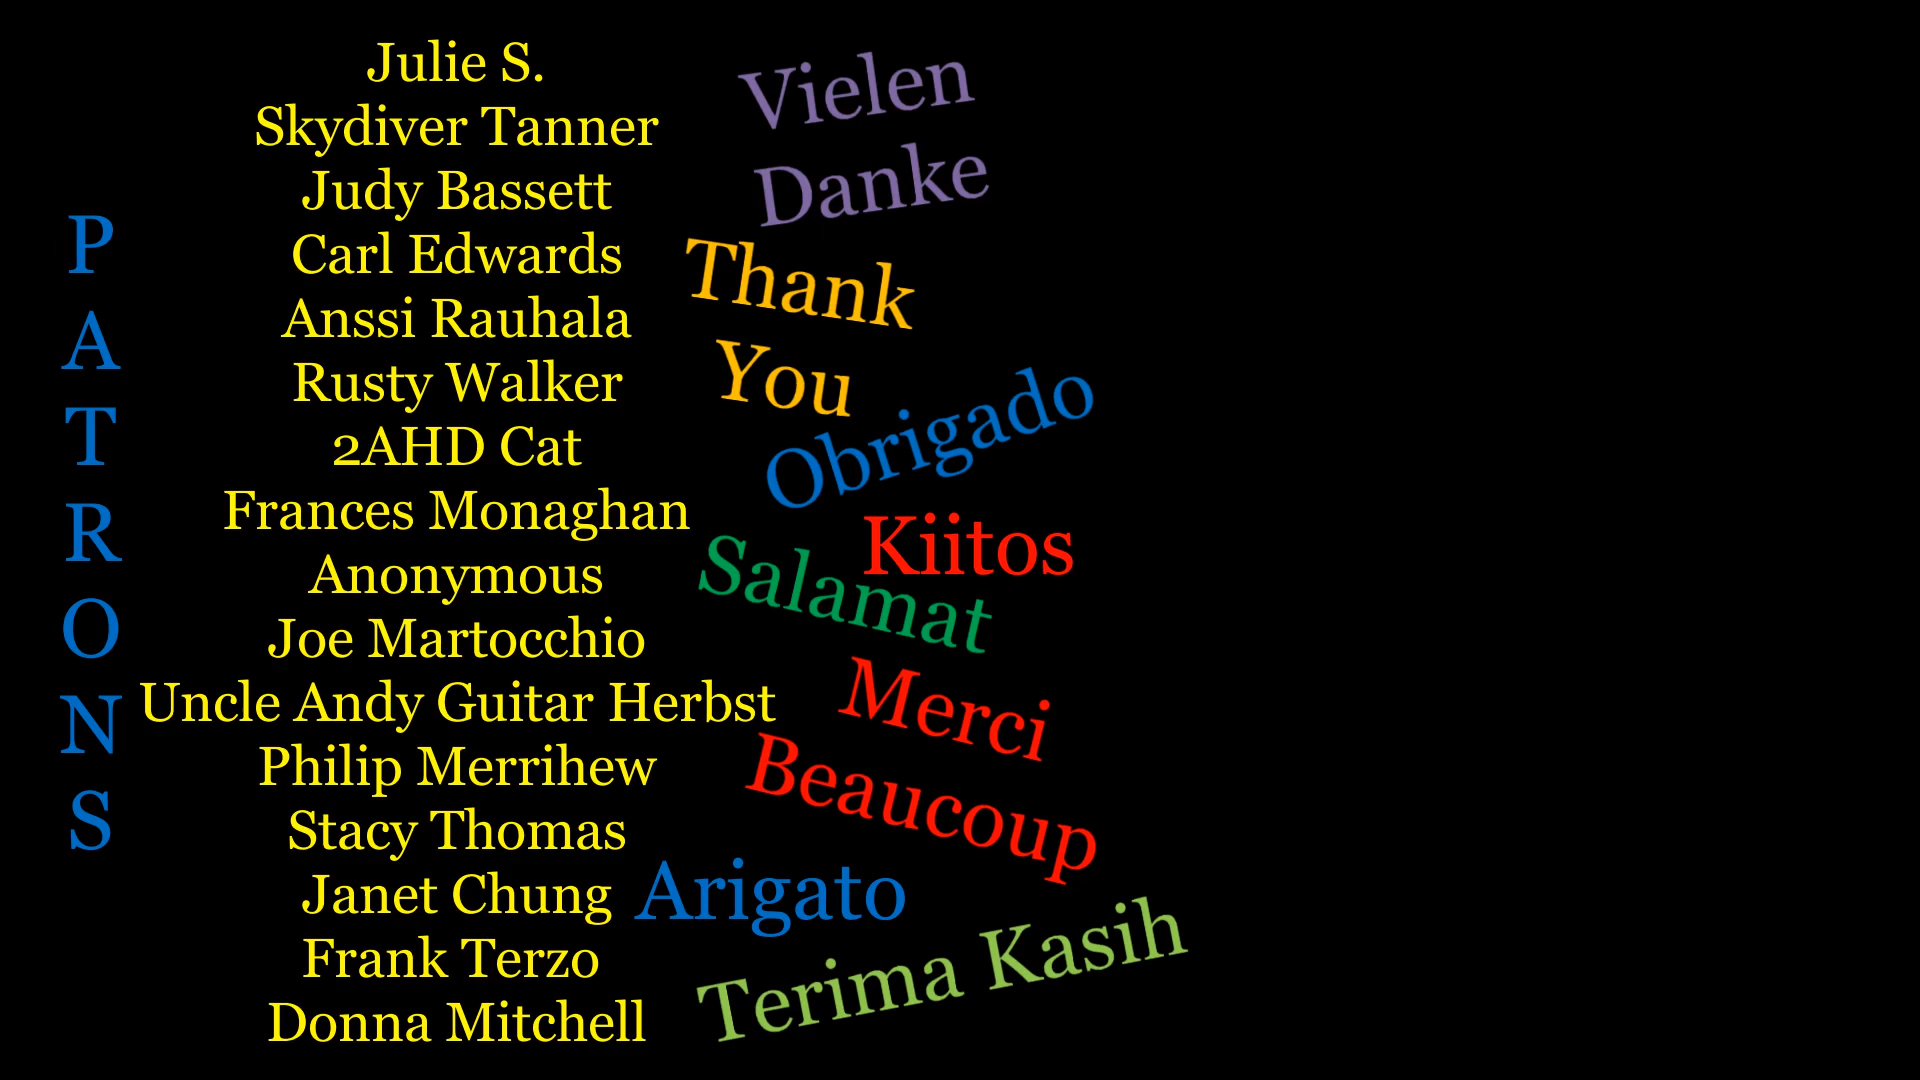 PATRONS
Julie S.
Skydiver Tanner
Judy Bassett
Carl Edwards
Anssi Rauhala
Rusty Walker
2AHD Cat
Frances Monaghan
Anonymous
Joe Martocchio
Uncle Andy Guitar Herbst
Philip Merrihew
Stacy Thomas
Janet Chung
Frank Terzo
Donna Mitchell
Vielen
Danke
Thank
You
Obrigado
Kiitos
Salamat
Merci
Beaucoup
Arigato
Terima Kasih